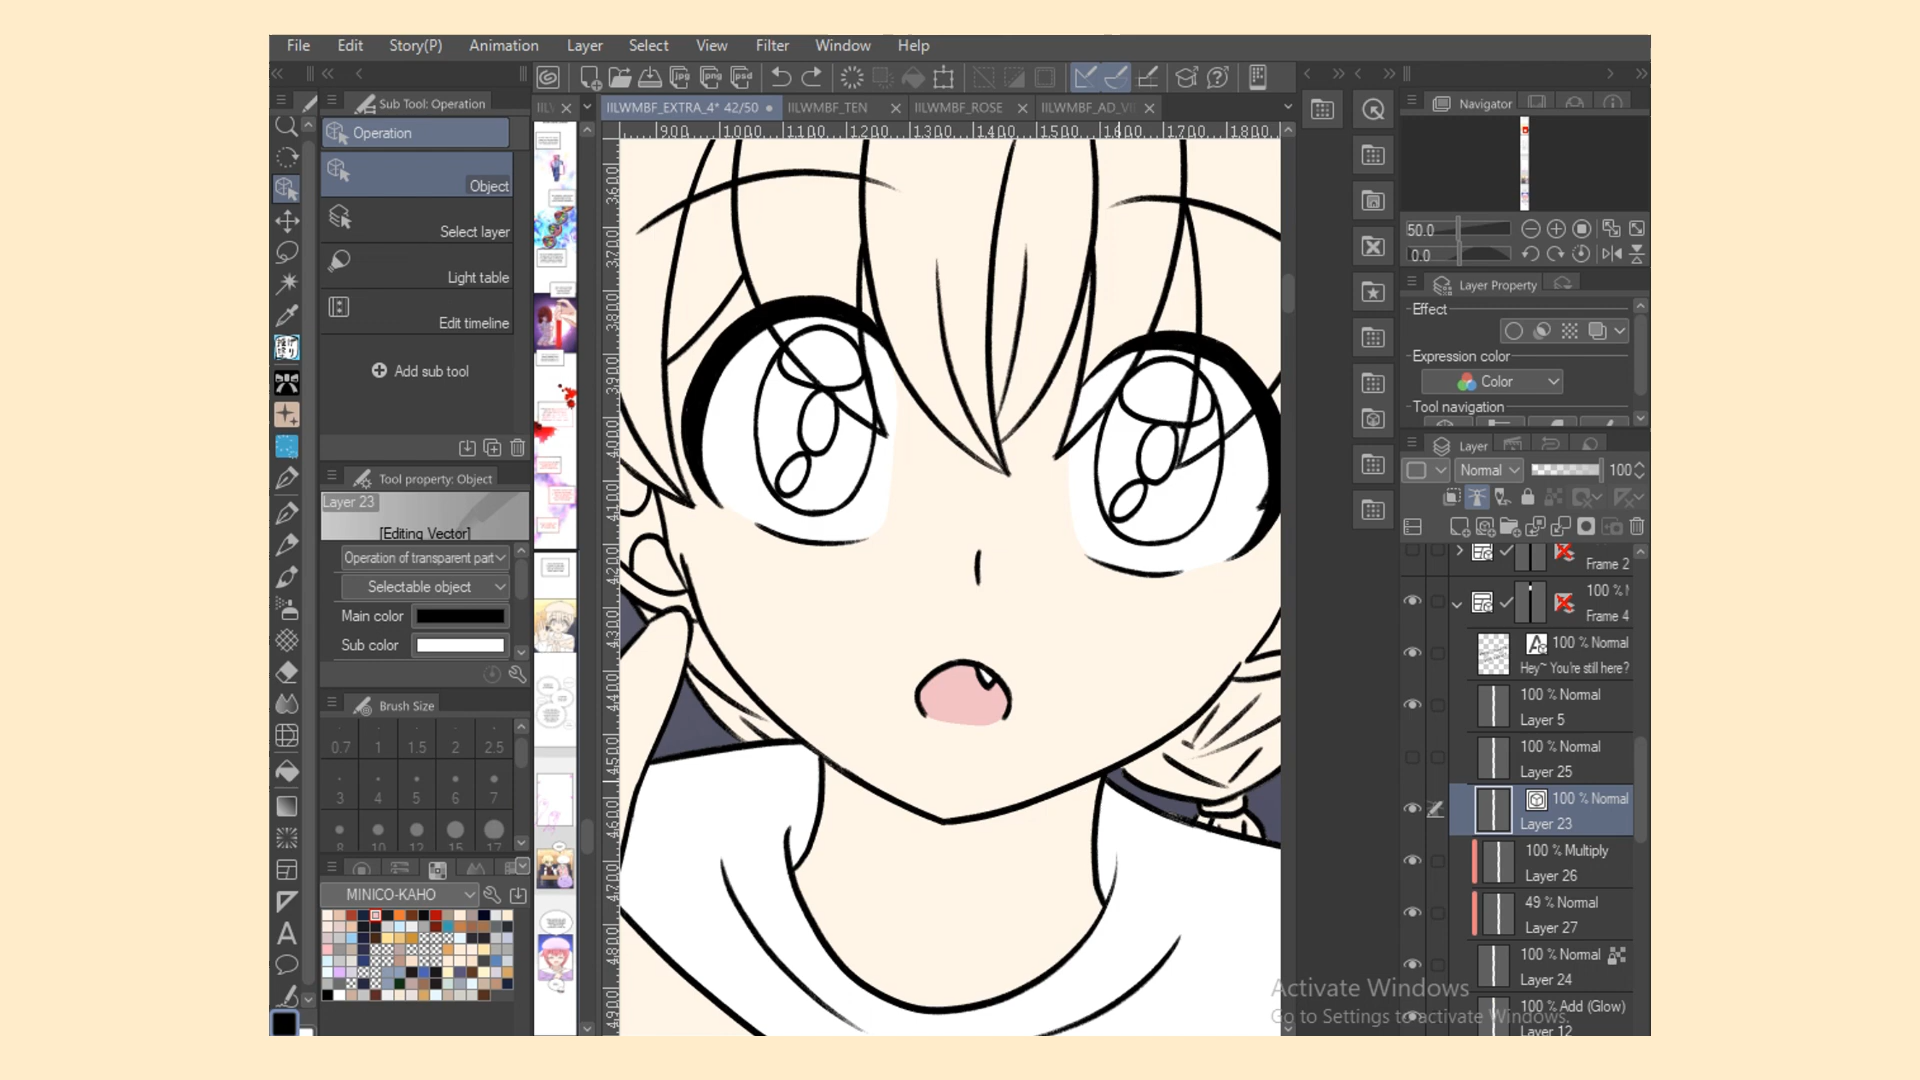 File Edit Story(P) Animation Layer Select View Filter Window Help
Sub Tool: Operation
IILWMBF_EXTRA_4* 42/50 IILWMBF_TEN IILWMBF_ROSE IILWMBF_AD_VI
Navigator
Operation
900 1000 1100 1200 1300 1400 1500 1600 1700 1800
Object
Select layer
Light table
Edit timeline
Add sub tool
3600
3700
3800
3900
4000
4100
4200
4300
4400
4500
4600
4700
4800
4900
50.0
0.0
Layer Property
Effect
Expression color
Color
Tool navigation
Layer
Normal 100
Tool property: Object
Layer 23
[Editing Vector]
Operation of transparent part
Selectable object
Main color
Sub color
Brush Size
0.7 1 1.5 2 2.5
3 4 5 6 7
8 10 12 15 17
MINICO-KAHO
A
Frame 2
100 %
Frame 4
100 % Normal
Hey~ You're still here?
100 % Normal
Layer 5
100 % Normal
Layer 25
100 % Normal
Layer 23
100 % Multiply
Layer 26
49 % Normal
Layer 27
100 % Normal
Layer 24
100 % Add (Glow)
Layer 12
Activate Windows
Go to Settings to activate Windows.